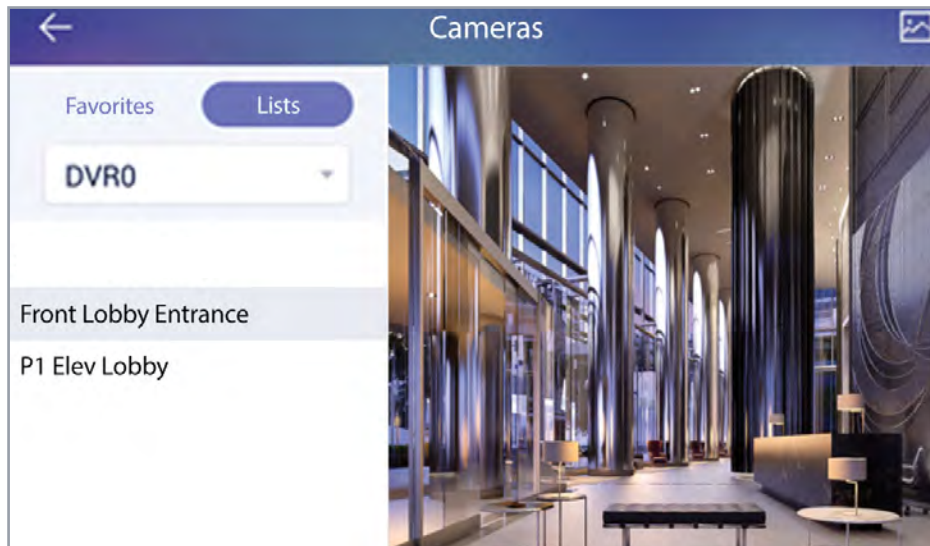 Cameras
Favorites Lists
DVR0
Front Lobby Entrance
P1 Elev Lobby